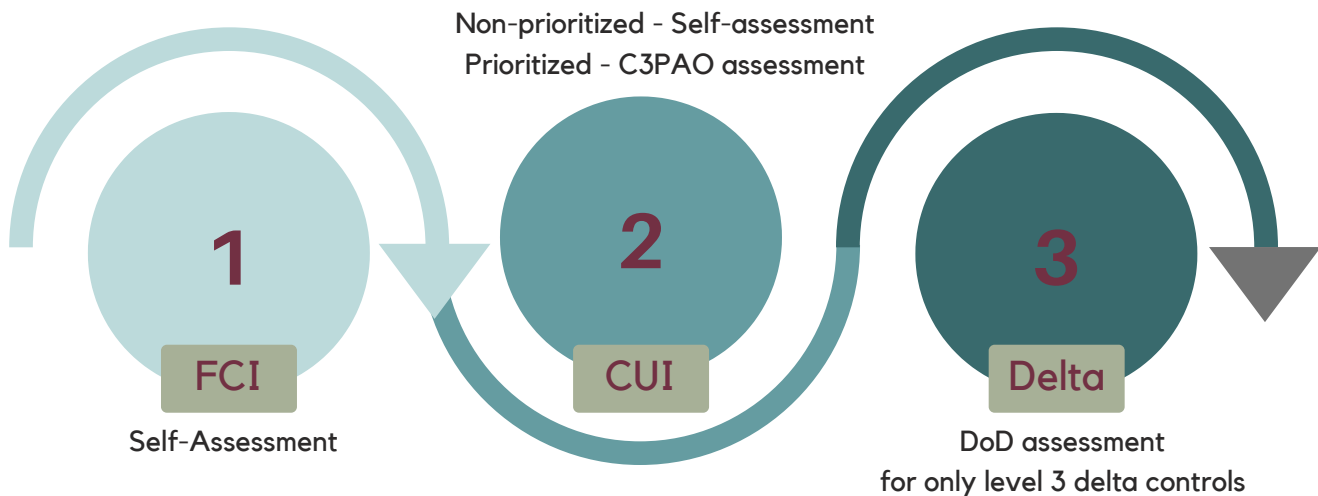 1
FCI
Self-Assessment
Non-prioritized - Self-assessment
Prioritized - C3PAO assessment
2
CUI
3
Delta
DoD assessment
for only level 3 delta controls